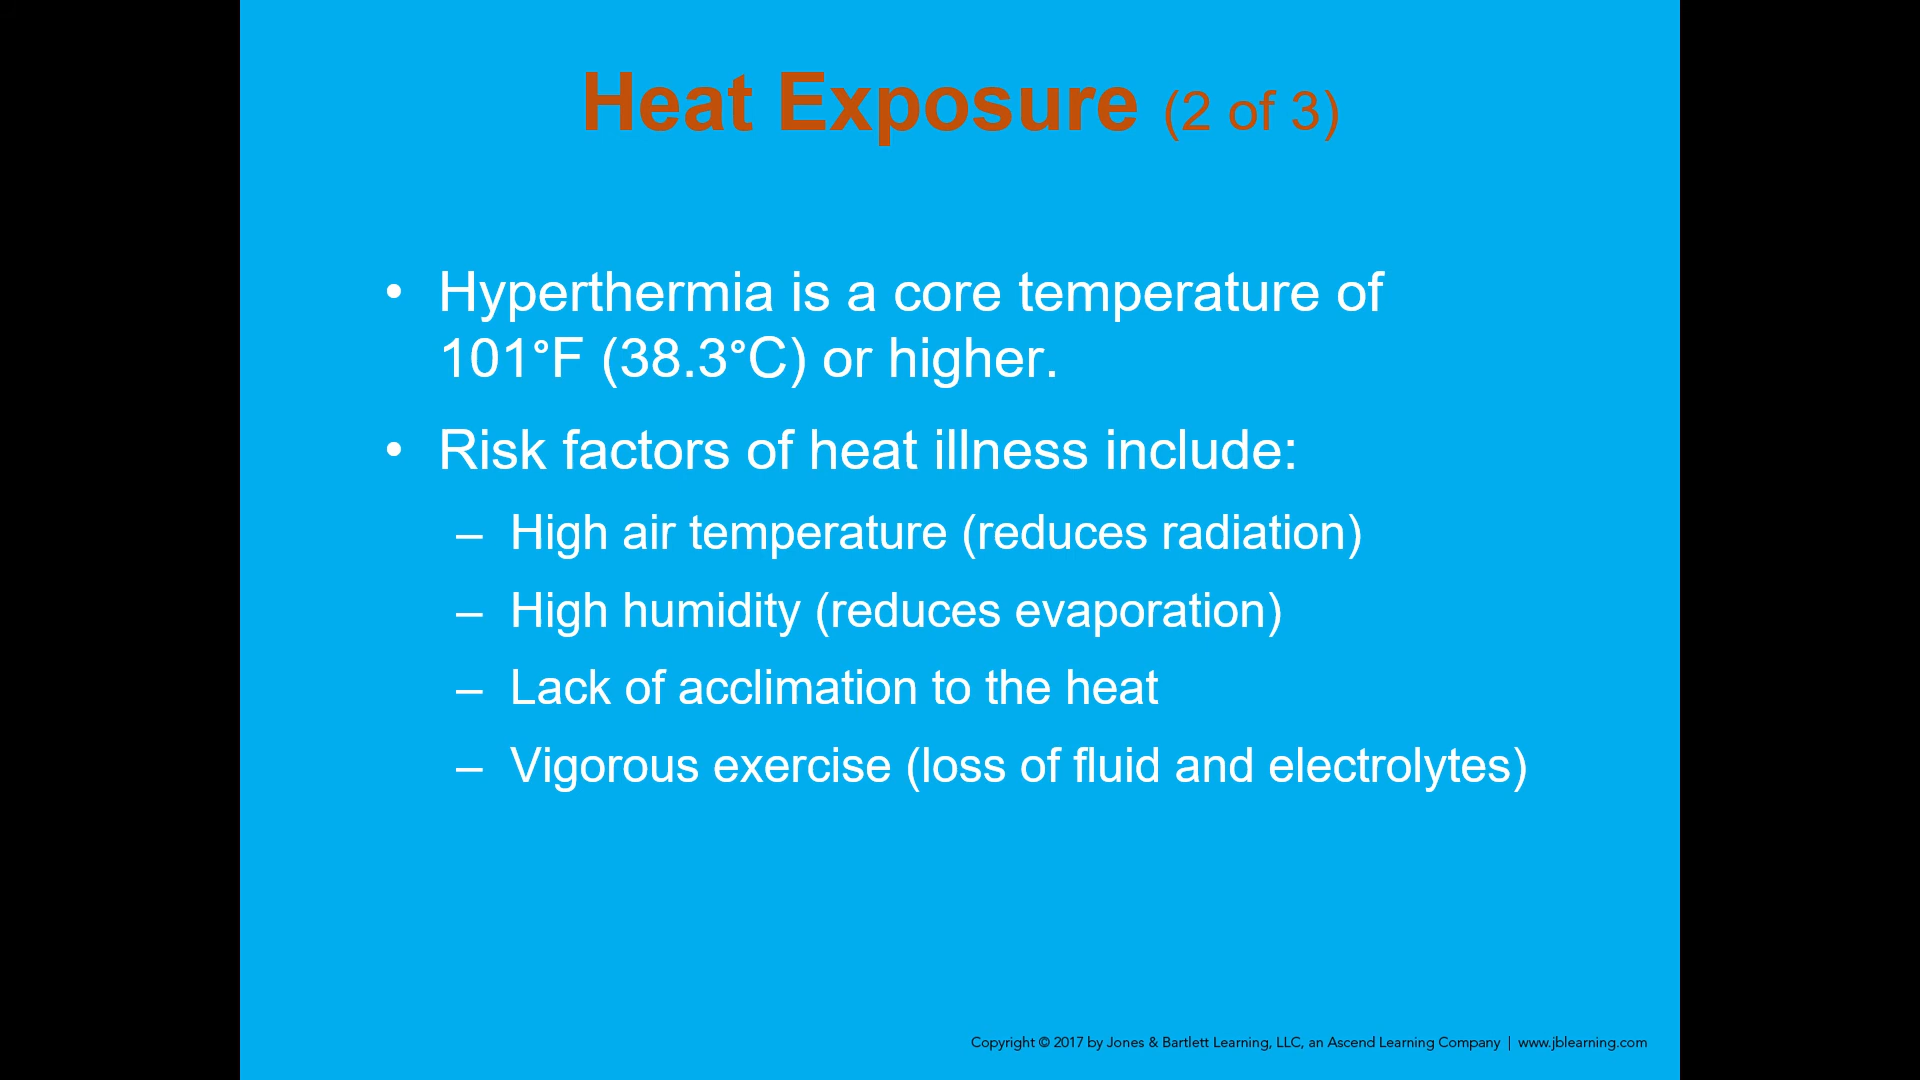 Heat Exposure (2 of 3)
• Hyperthermia is a core temperature of
101°F (38.3°C) or higher.
• Risk factors of heat illness include:
– High air temperature (reduces radiation)
– High humidity (reduces evaporation)
– Lack of acclimation to the heat
– Vigorous exercise (loss of fluid and electrolytes)
Copyright © 2017 by Jones & Bartlett Learning, LLC, an Ascend Learning Company | www.jblearning.com